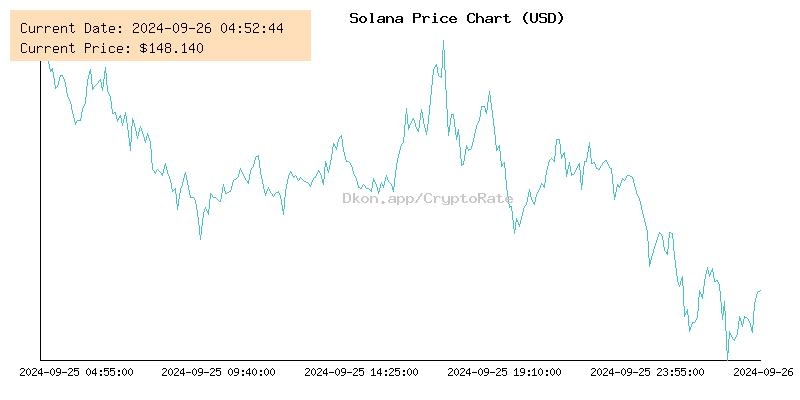 Solana Price Chart (USD)
Current Date: 2024-09-26 04:52:44
Current Price: $148.140
Dkon.app/CryptoRate
2024-09-25 04:55:00
2024-09-25 09:40:00
2024-09-25 14:25:00
2024-09-25 19:10:00
2024-09-25 23:55:00
2024-09-26